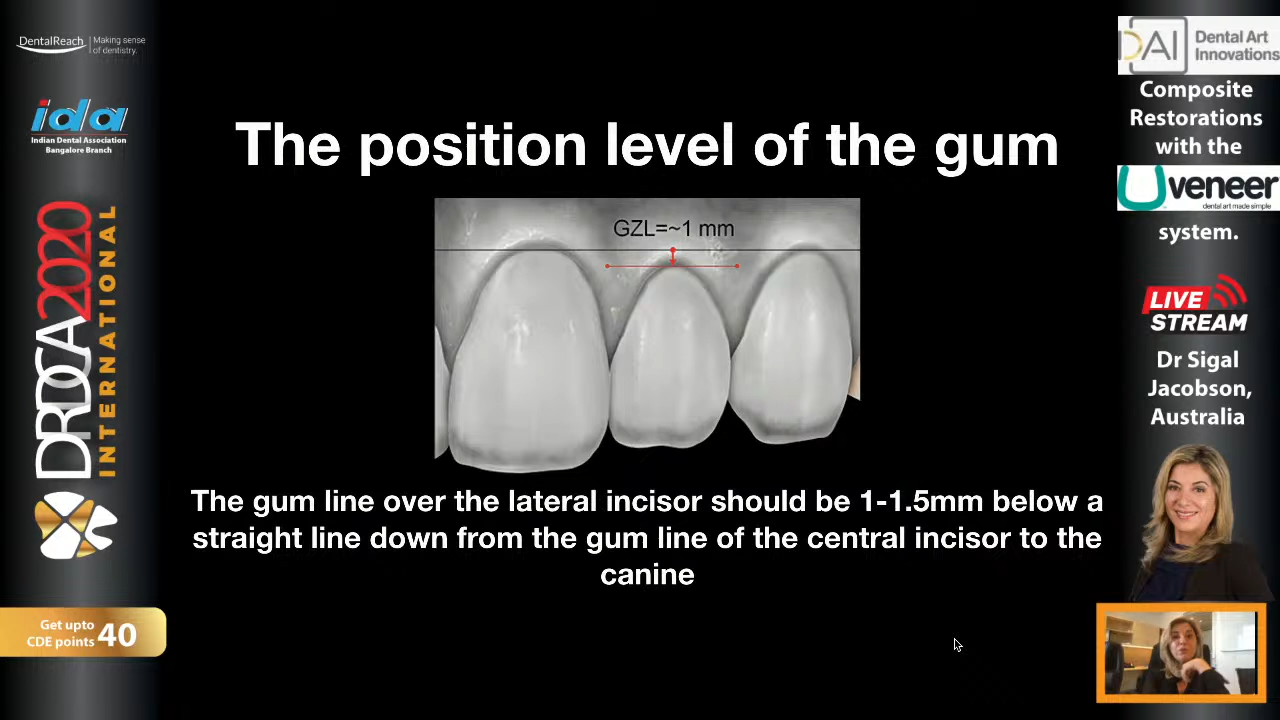 DentalReach
Making sense
of dentistry.
ida
Indian Dental Association
Bangalore Branch
DRDCA2020
INTERNATIONAL
Get upto
CDE points
40
The position level of the gum
GZL=~1 mm
The gum line over the lateral incisor should be 1-1.5mm below a
straight line down from the gum line of the central incisor to the
canine
DAI
Dental Art
Innovations
Composite
Restorations
with the
Uveneer
dental art made simple
system.
LIVE
STREAM
Dr Sigal
Jacobson,
Australia